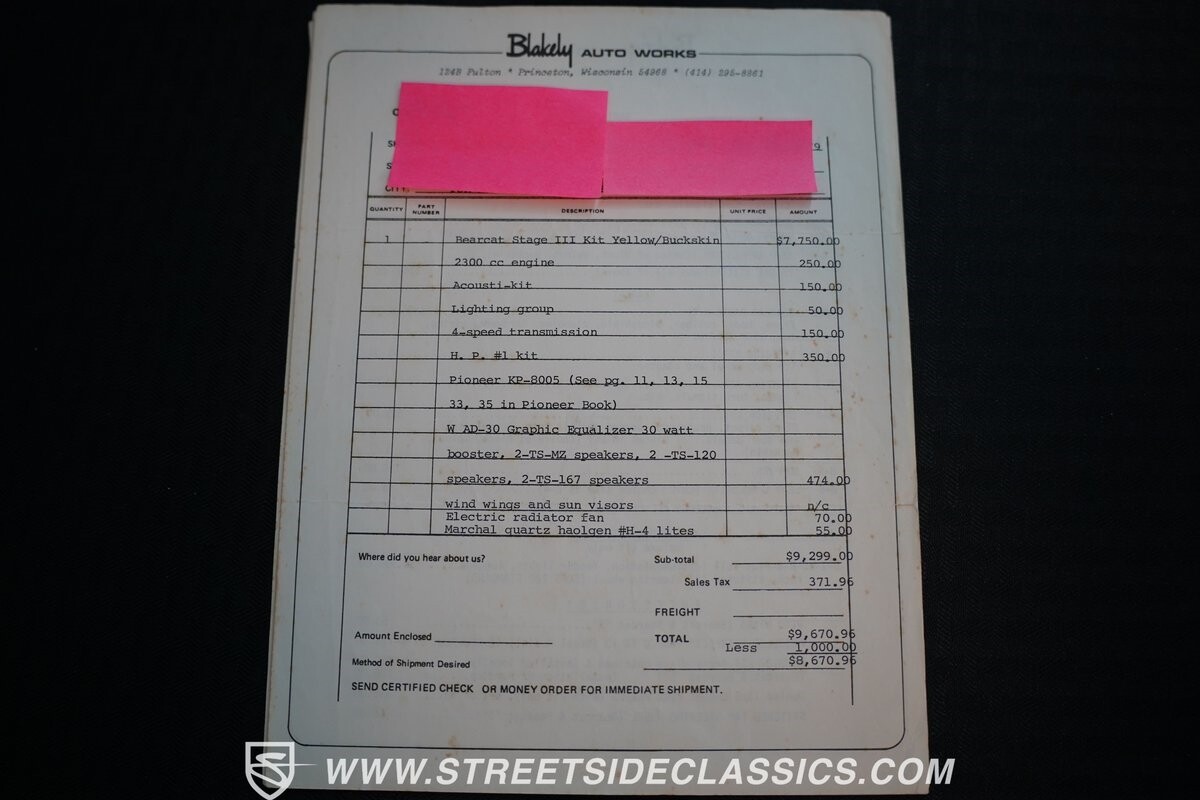 Blakely AUTO WORKS
124B Fulton * Princeton, Wisconsin 54968 * (414) 295-8861
9
CITY
QUANTITY PART NUMBER DESCRIPTION UNIT PRICE AMOUNT
1 Bearcat Stage III Kit Yellow/Buckskin $7,750.00
2300 cc engine 250.00
Acousti-kit 150.00
Lighting group 50.00
4-speed transmission 150.00
H. P. #1 kit 350.00
Pioneer KP-8005 (See pg. 11, 13, 15
33, 35 in Pioneer Book)
W AD-30 Graphic Equalizer 30 watt
booster, 2-TS-MZ speakers, 2 -TS-120
speakers, 2-TS-167 speakers 474.00
wind wings and sun visors n/c
Electric radiator fan 70.00
Marchal quartz haolgen #H-4 lites 55.00
Where did you hear about us? Sub-total $9,299.00
Sales Tax 371.96
FREIGHT
Amount Enclosed TOTAL $9,670.96
Less 1,000.00
Method of Shipment Desired $8,670.96
SEND CERTIFIED CHECK OR MONEY ORDER FOR IMMEDIATE SHIPMENT.
WWW.STREETSIDECLASSICS.COM